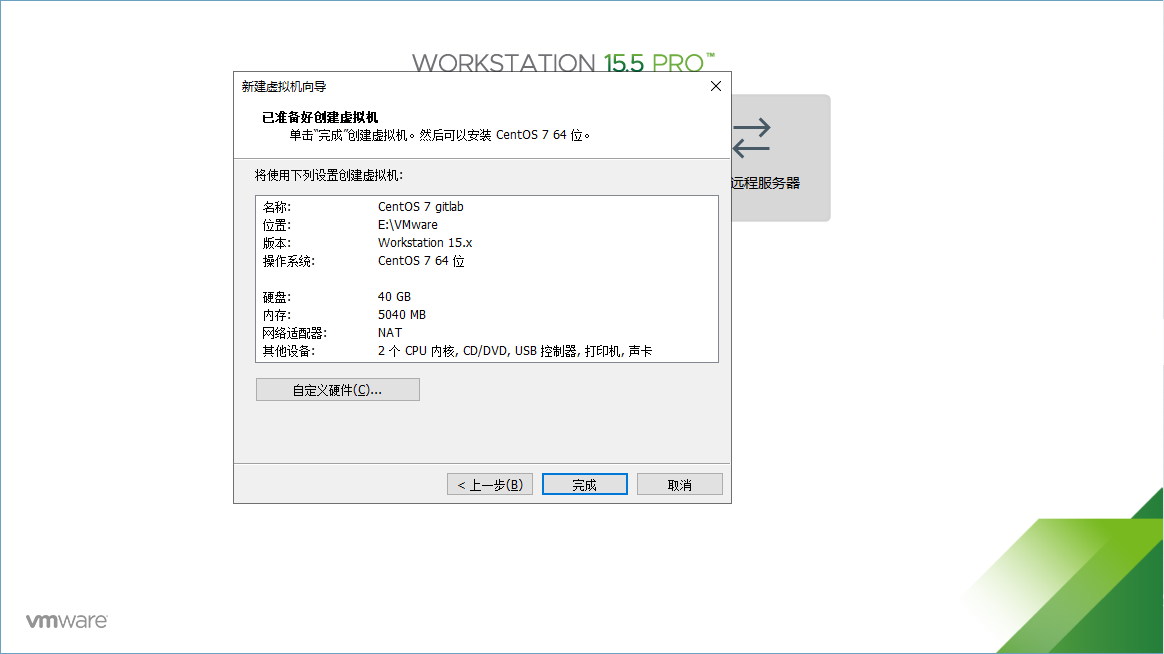 WORKSTATION 15.5 PRO™
新建虚拟机向导
已准备好创建虚拟机
单击“完成”创建虚拟机。然后可以安装 CentOS 7 64 位。
远程服务器
将使用下列设置创建虚拟机:
名称: CentOS 7 gitlab
位置: E:\VMware
版本: Workstation 15.x
操作系统: CentOS 7 64 位
硬盘: 40 GB
内存: 5040 MB
网络适配器: NAT
其他设备: 2 个 CPU 内核, CD/DVD, USB 控制器, 打印机, 声卡
自定义硬件(C)...
< 上一步(B) 完成 取消
vmware